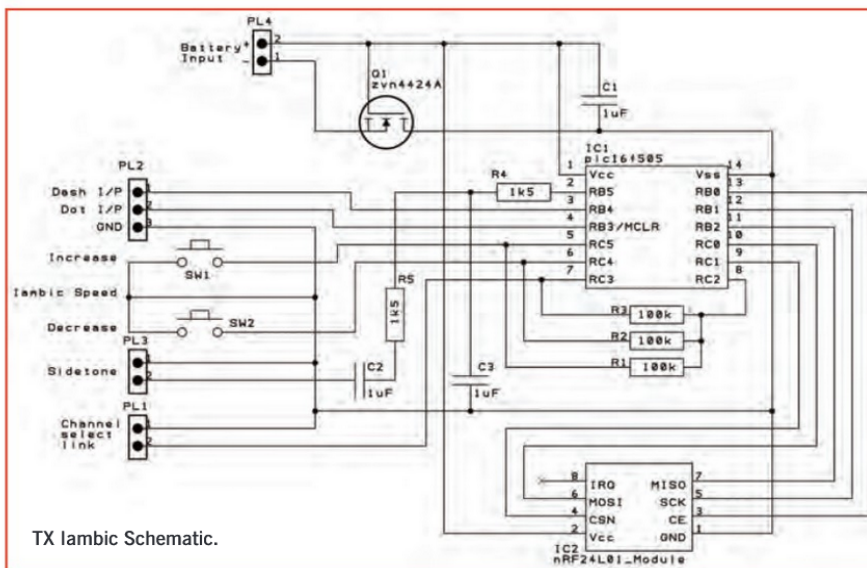 PL4
Battery + 2
Input - 1
Q1
zvn4424A
C1
1uF
IC1
pic16f505
1 Vcc Vss 14
2 RB5 RB0 13
3 RB4 RB1 12
4 RB3/MCLR RB2 11
5 RC5 RC0 10
6 RC4 RC1 9
7 RC3 RC2 8
R4
1k5
PL2
Dash I/P 1
Dot I/P 2
GND 3
Increase
SW1
Iambic Speed
Decrease
SW2
R5
1k5
R3 100k
R2 100k
R1 100k
PL3
1
Sidetone 2
C2
1uF
C3
1uF
PL1
Channel 1
select 2
link
8 IRQ MISO 7
6 MOSI SCK 5
4 CSN CE 3
2 Vcc GND 1
IC2
nRF24L01_Module
TX Iambic Schematic.